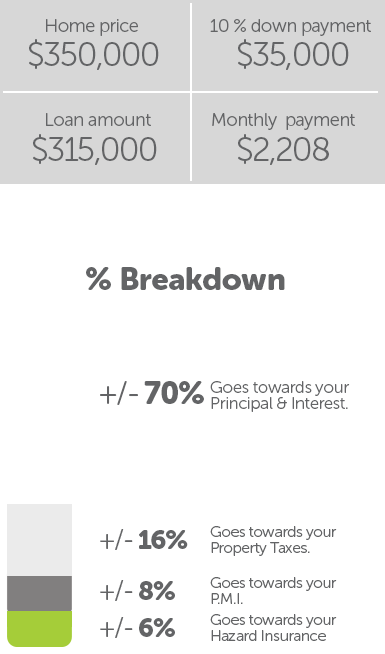 Home price
$350,000
10 % down payment
$35,000
Loan amount
$315,000
Monthly payment
$2,208
% Breakdown
+/- 70% Goes towards your
Principal & Interest.
+/- 16% Goes towards your
Property Taxes.
+/- 8% Goes towards your
P.M.I.
+/- 6% Goes towards your
Hazard Insurance